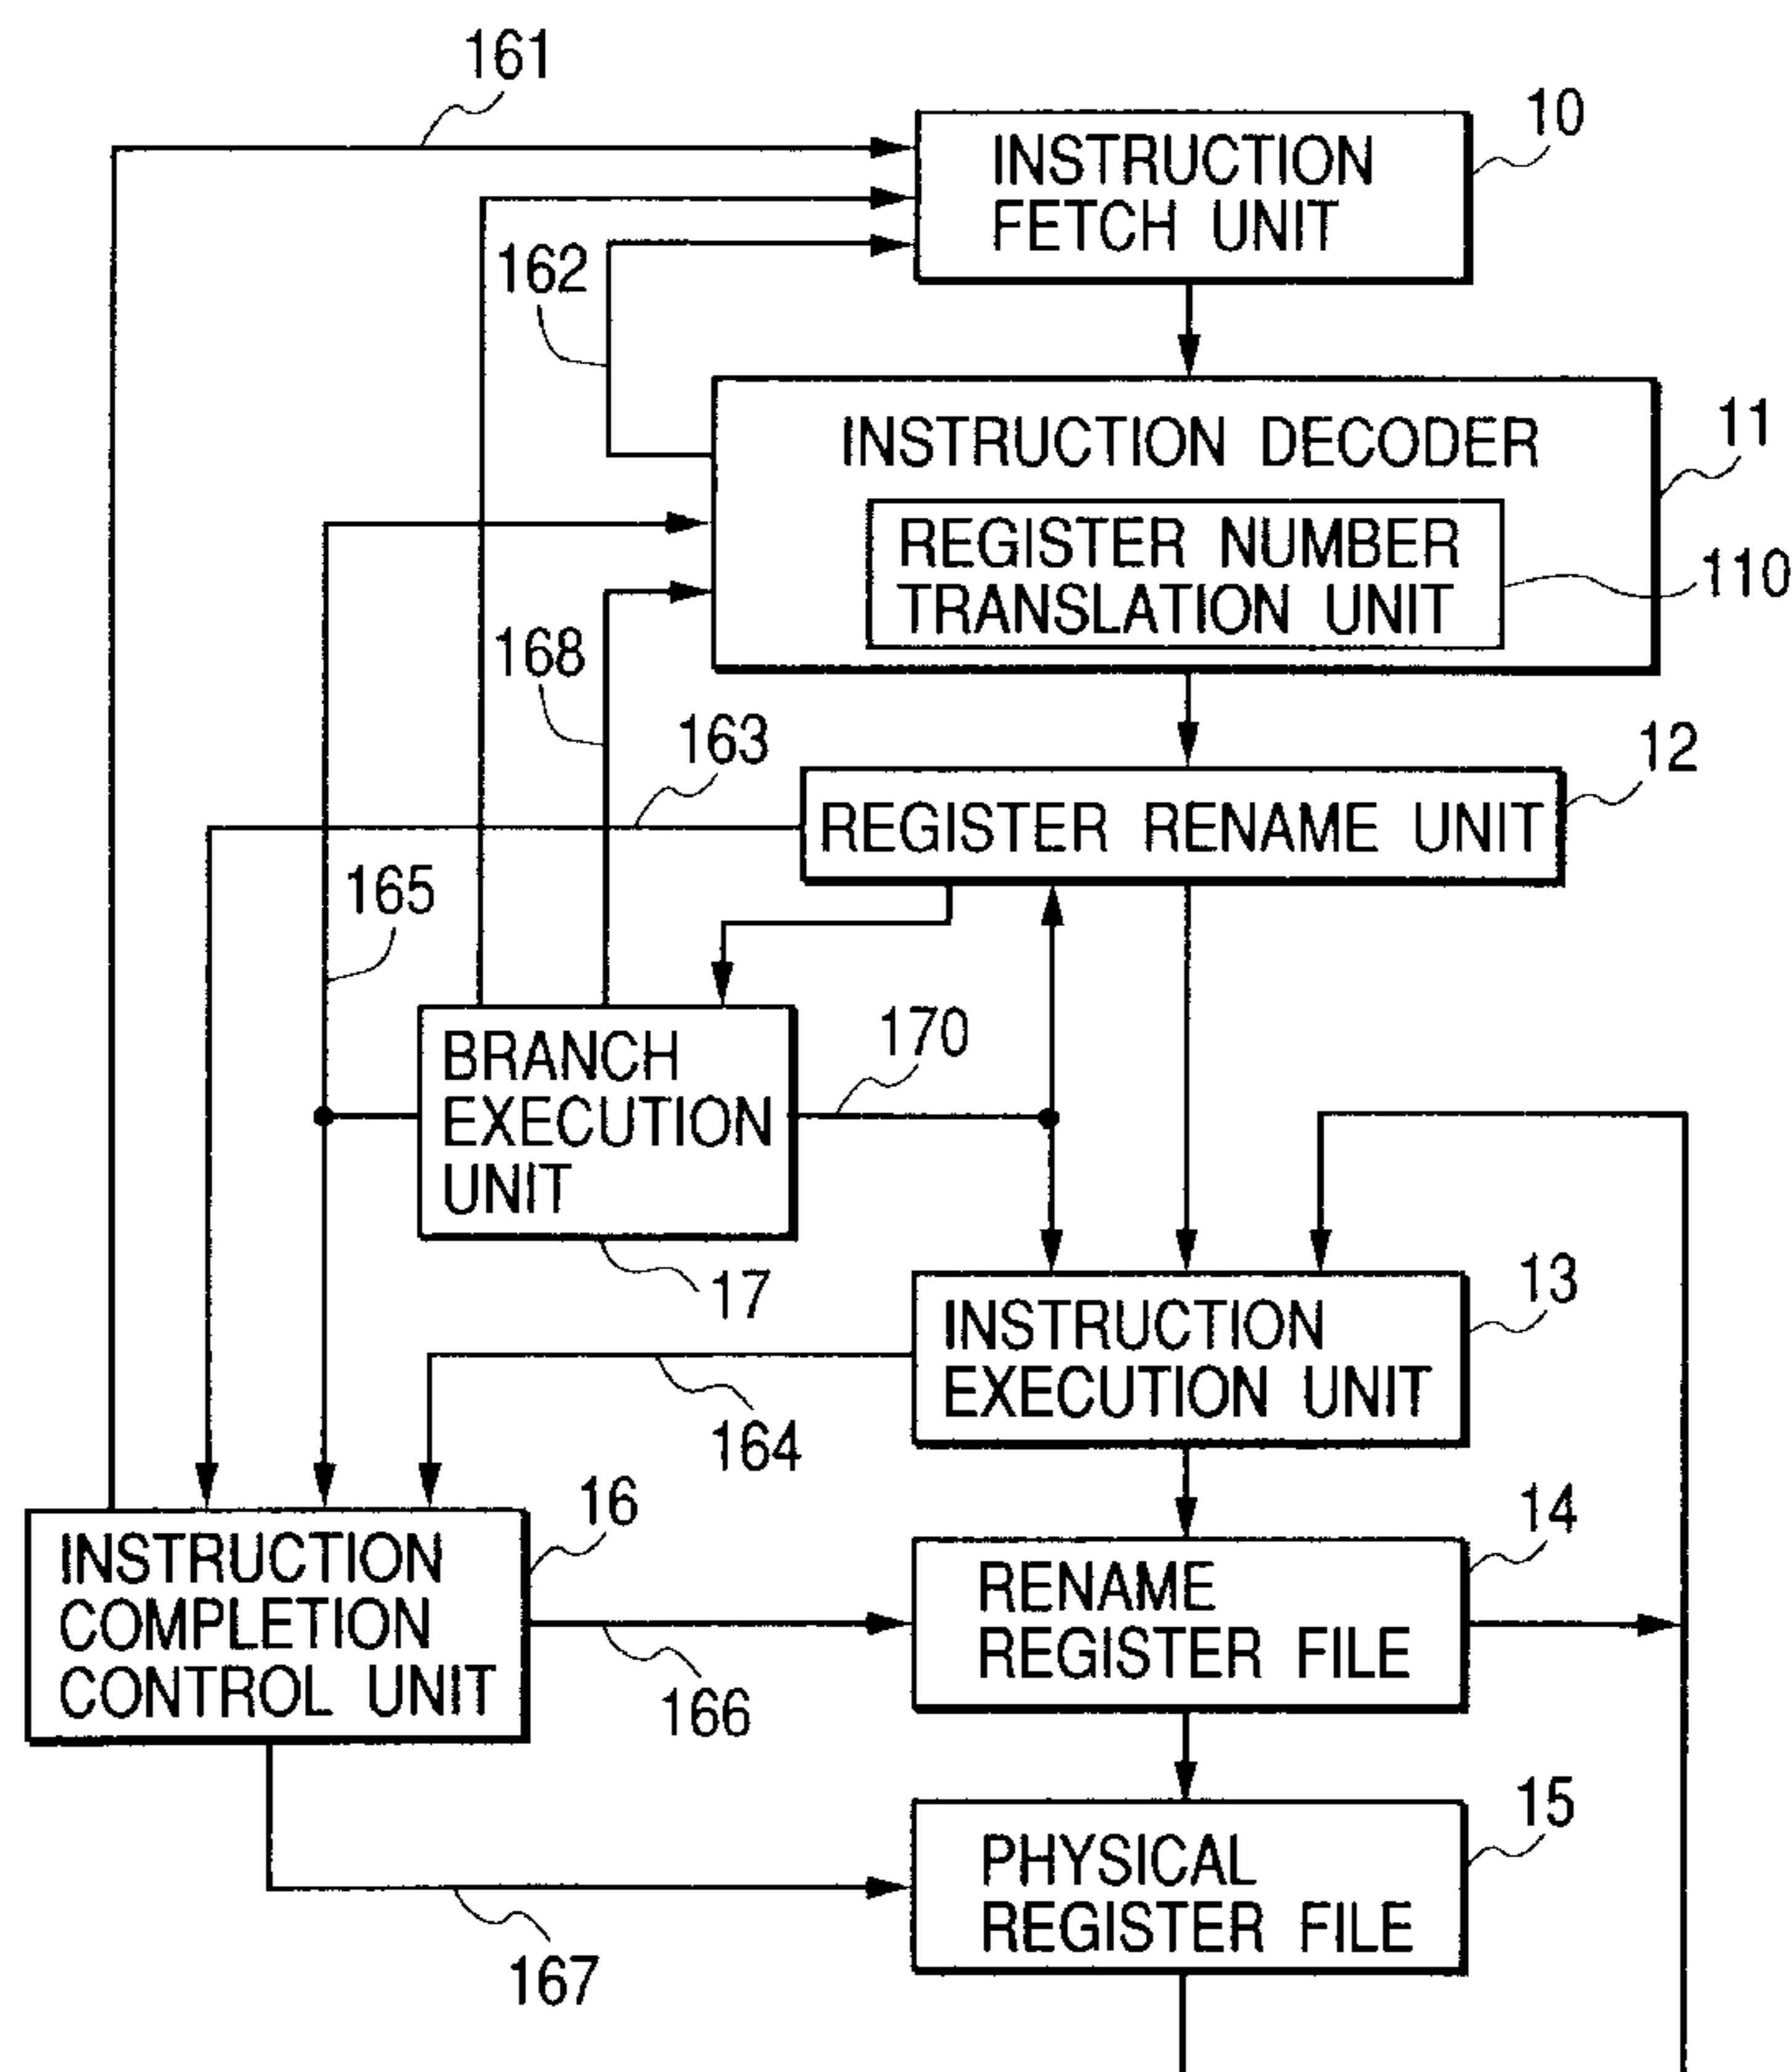 161
10
INSTRUCTION
FETCH UNIT
162
INSTRUCTION DECODER
11
REGISTER NUMBER
TRANSLATION UNIT
110
168
163
12
REGISTER RENAME UNIT
165
BRANCH
EXECUTION
UNIT
170
17
13
INSTRUCTION
EXECUTION UNIT
164
16
INSTRUCTION
COMPLETION
CONTROL UNIT
14
RENAME
REGISTER FILE
166
15
PHYSICAL
REGISTER FILE
167